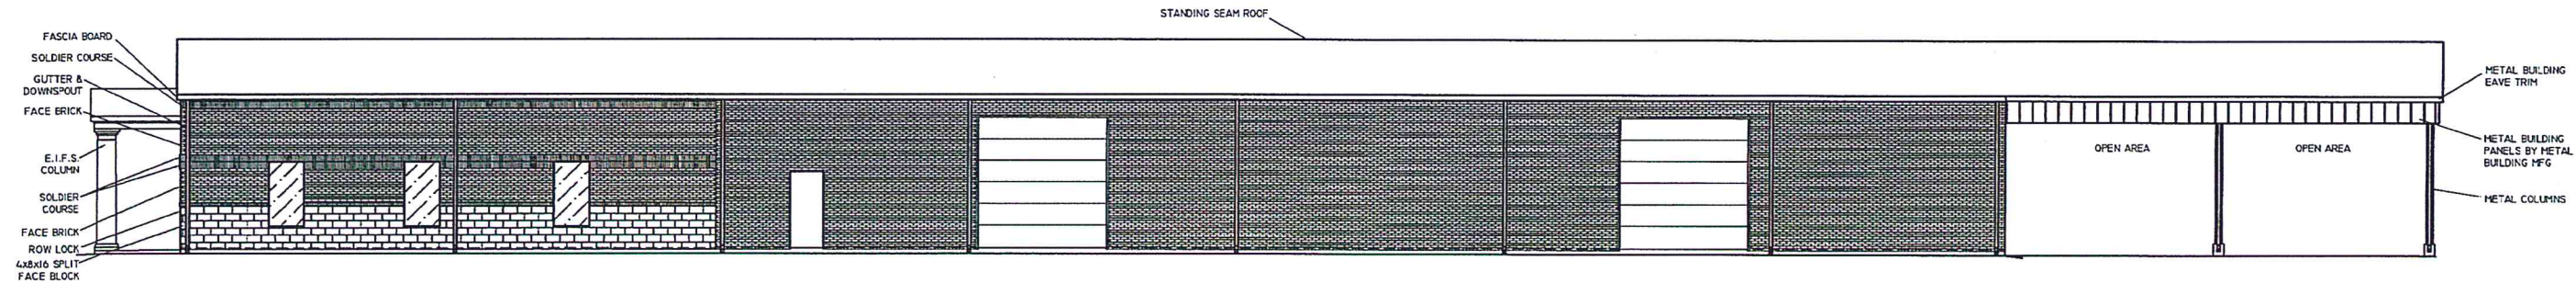 STANDING SEAM ROOF
FASCIA BOARD
SOLDIER COURSE
GUTTER &
DOWNSPOUT
FACE BRICK
E.I.F.S.
COLUMN
SOLDIER
COURSE
FACE BRICK
ROW LOCK
4x8x16 SPLIT
FACE BLOCK
OPEN AREA
OPEN AREA
METAL BUILDING
EAVE TRIM
METAL BUILDING
PANELS BY METAL
BUILDING MFG
METAL COLUMNS